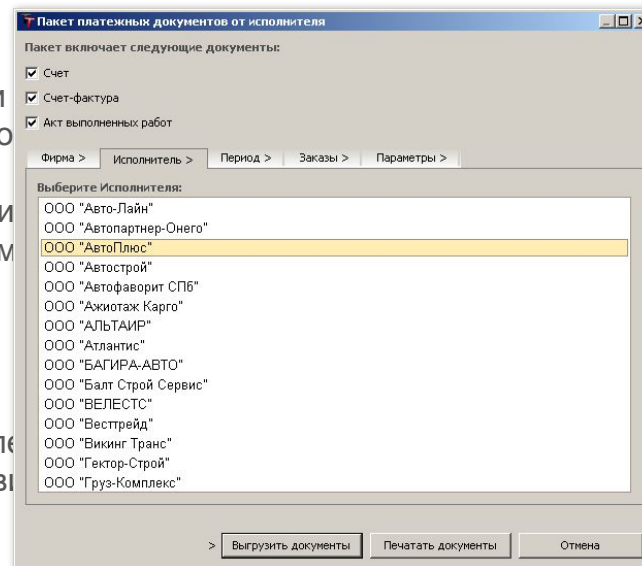 Пакет платежных документов от исполнителя
Пакет включает следующие документы:
Счет
Счет-фактура
Акт выполненных работ
Фирма >
Исполнитель >
Период >
Заказы >
Параметры >
Выберите Исполнителя:
ООО "Авто-Лайн"
ООО "Автопартнер-Онего"
ООО "АвтоПлюс"
ООО "Автострой"
ООО "Автофаворит СПб"
ООО "Ажиотаж Карго"
ООО "АЛЬТАИР"
ООО "Атлантис"
ООО "БАГИРА-АВТО"
ООО "Балт Строй Сервис"
ООО "ВЕЛЕСТС"
ООО "Весттрейд"
ООО "Викинг Транс"
ООО "Гектор-Строй"
ООО "Груз-Комплекс"
> Выгрузить документы
Печатать документы
Отмена